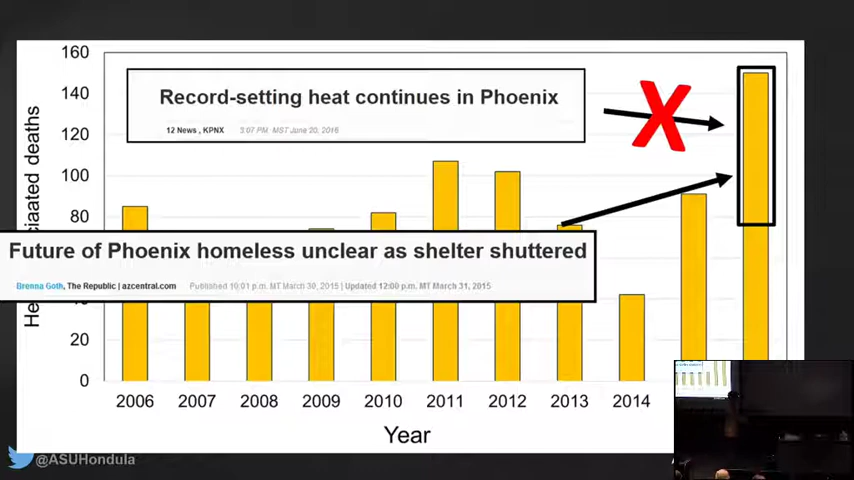 160
140
120
100
80
20
0
ciaated deaths
He
Record-setting heat continues in Phoenix
12 News , KPNX 3:07 PM. MST June 20, 2016
X
Future of Phoenix homeless unclear as shelter shuttered
Brenna Goth, The Republic | azcentral.com Published 10:01 p.m. MT March 30, 2015 | Updated 12:00 p.m. MT March 31, 2015
2006 2007 2008 2009 2010 2011 2012 2013 2014
Year
@ASUHondula